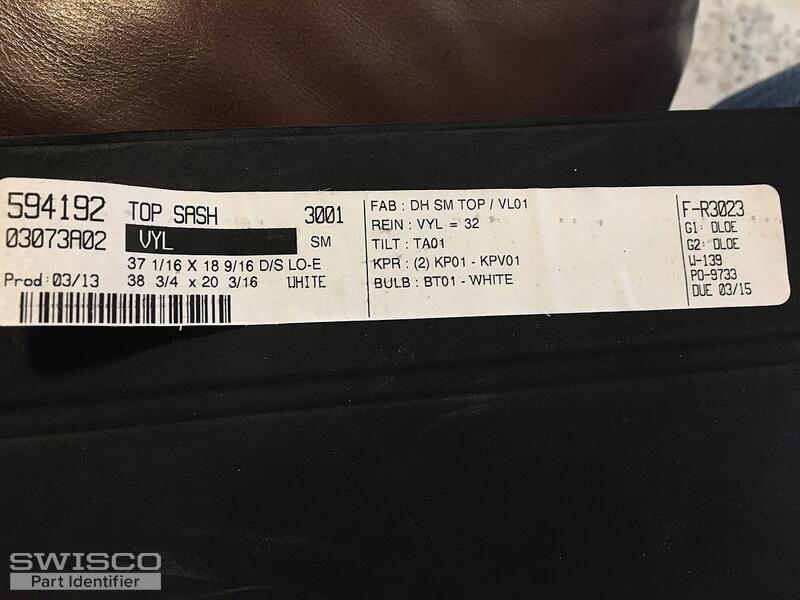 594192 TOP SASH 3001
03073A02 VYL SM
37 1/16 X 18 9/16 D/S LO-E
Prod:03/13 38 3/4 x 20 3/16 WHITE
FAB : DH SM TOP / VL01
REIN : VYL = 32
TILT : TA01
KPR : (2) KP01 - KPV01
BULB : BT01 - WHITE
F-R3023
G1: DLOE
G2: DLOE
W-139
PO-9733
DUE 03/15
SWISCO
Part Identifier